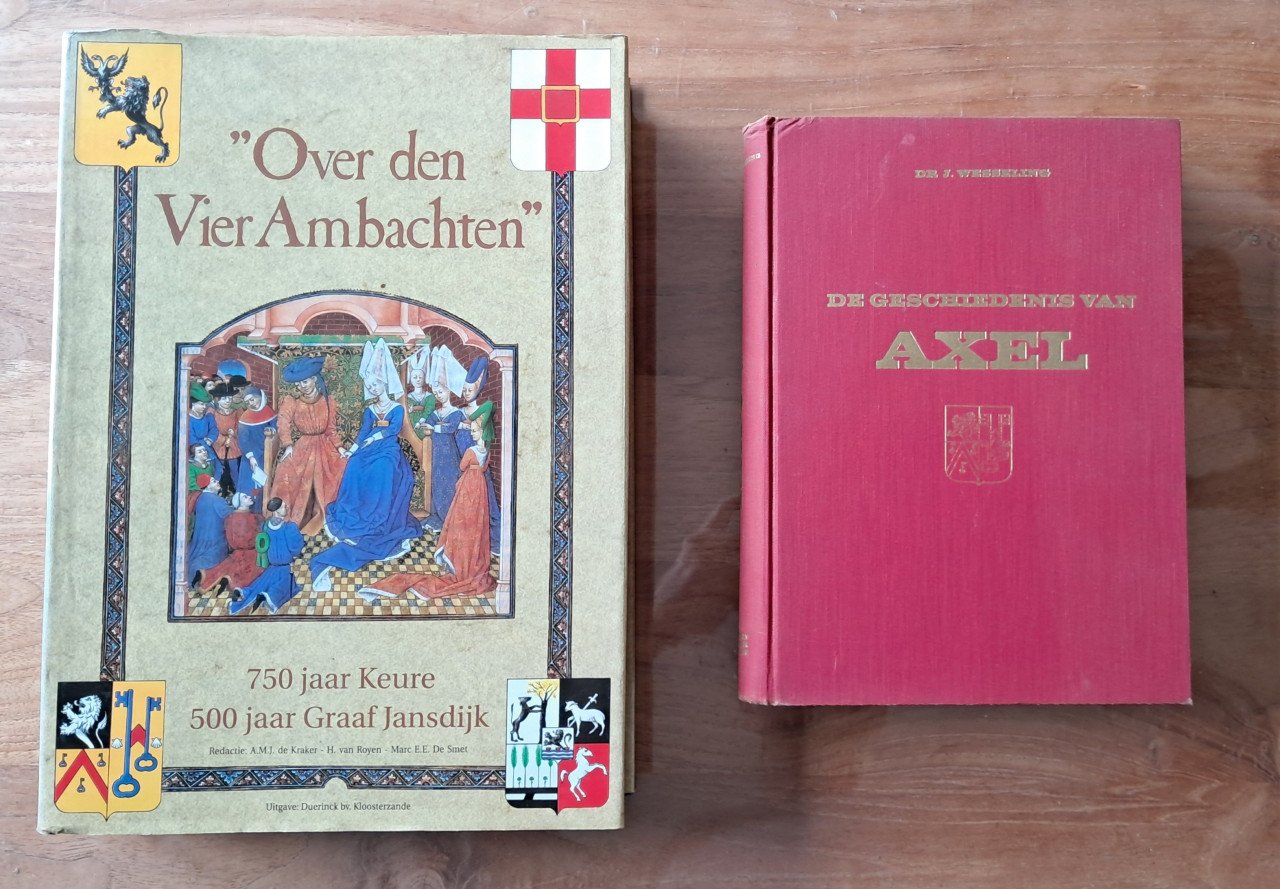 ”Over den
Vier Ambachten”
750 jaar Keure
500 jaar Graaf Jansdijk
Redactie: A.M.J. de Kraker - H. van Royen - Marc E.E. De Smet
Uitgave: Duerinck bv. Kloosterzande
DR J. WESSELING
DE GESCHIEDENIS VAN
AXEL